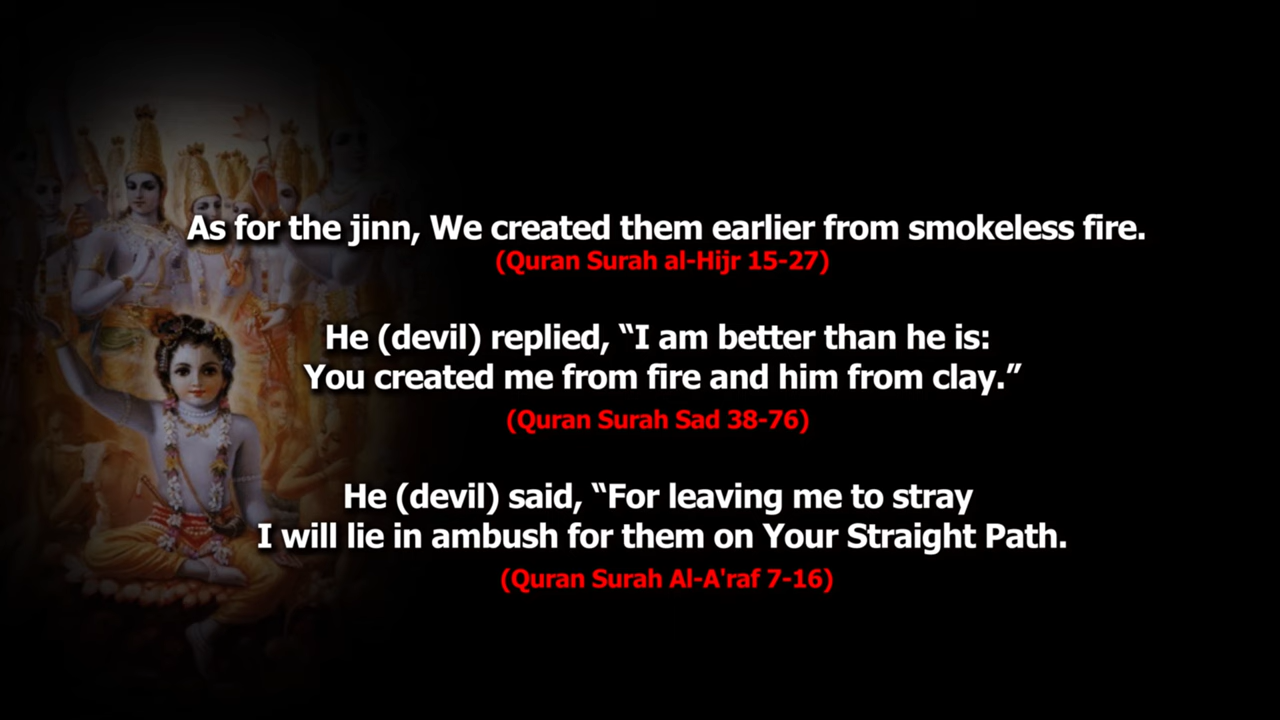 As for the jinn, We created them earlier from smokeless fire.
(Quran Surah al-Hijr 15-27)
He (devil) replied, “I am better than he is:
You created me from fire and him from clay.”
(Quran Surah Sad 38-76)
He (devil) said, “For leaving me to stray
I will lie in ambush for them on Your Straight Path.
(Quran Surah Al-A'raf 7-16)